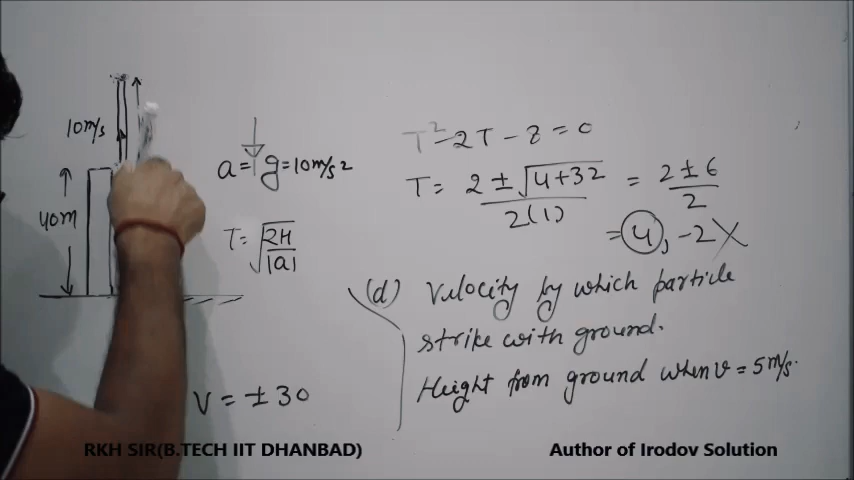 10m/s
40m
a = g = 10m/s2
T = √2H/|a|
V = ±30
T² - 2T - 8 = 0
T = 2 ± √4+32 / 2(1) = 2 ± 6 / 2
= 4, -2 X
(d) Velocity by which particle
strike with ground.
Height from ground when v = 5m/s.
RKH SIR(B.TECH IIT DHANBAD)
Author of Irodov Solution